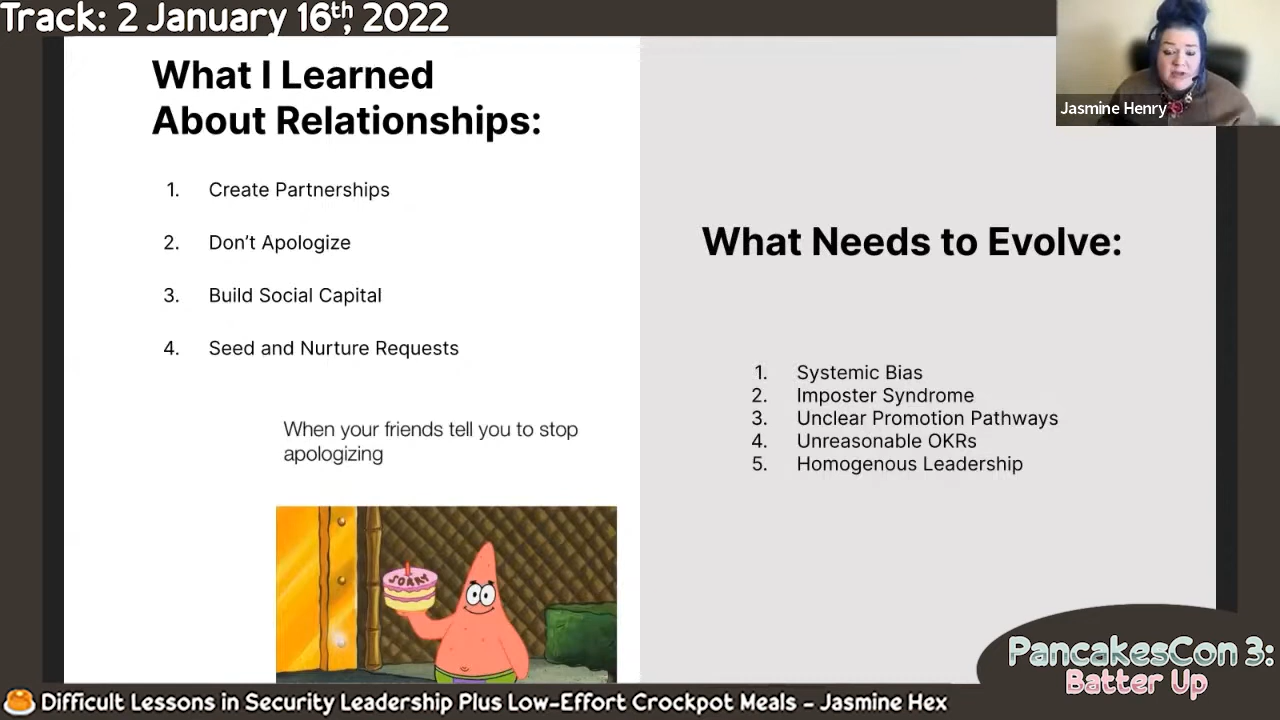 Track: 2 January 16th, 2022
Jasmine Henry
What I Learned
About Relationships:
1. Create Partnerships
2. Don't Apologize
3. Build Social Capital
4. Seed and Nurture Requests
When your friends tell you to stop
apologizing
SORRY
What Needs to Evolve:
1. Systemic Bias
2. Imposter Syndrome
3. Unclear Promotion Pathways
4. Unreasonable OKRs
5. Homogenous Leadership
PancakesCon 3:
Batter Up
Difficult Lessons in Security Leadership Plus Low-Effort Crockpot Meals - Jasmine Hex